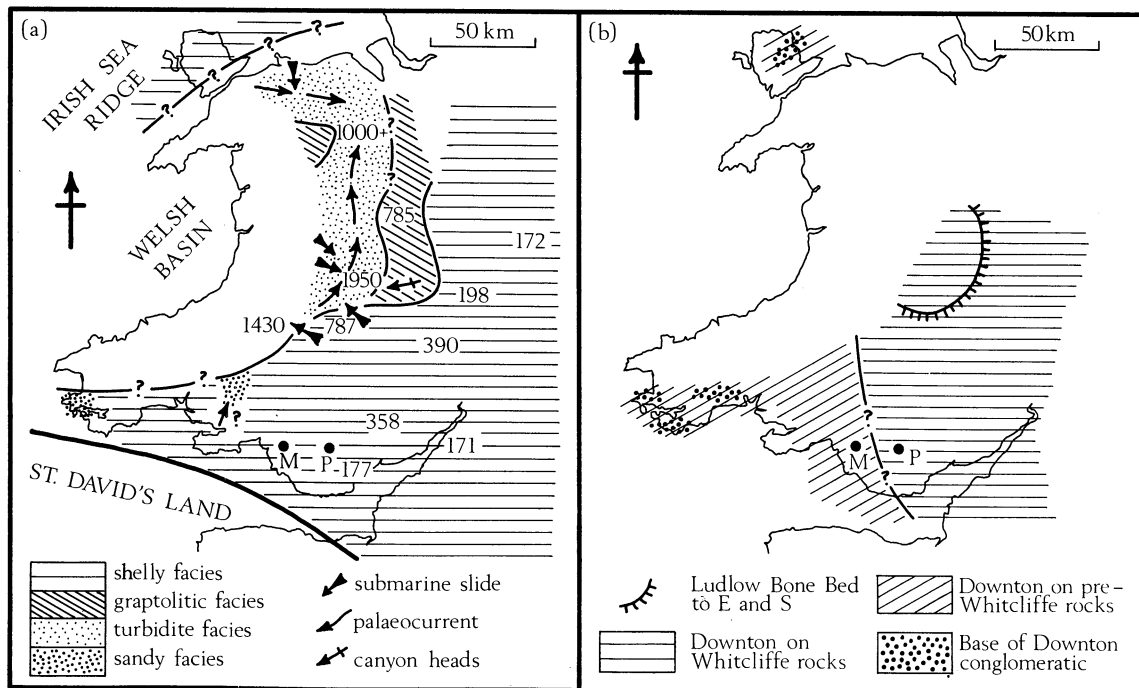 (a)
50 km
IRISH SEA
RIDGE
?
?
?
?
?
1000+
?
?
WELSH
BASIN
785
172
1950
198
1430
787
390
?
?
?
358
M
P
177
171
ST. DAVID'S LAND
shelly facies
graptolitic facies
turbidite facies
sandy facies
submarine slide
palaeocurrent
canyon heads
(b)
50km
?
M
P
?
Ludlow Bone Bed
to E and S
Downton on
Whitcliffe rocks
Downton on pre-
Whitcliffe rocks
Base of Downton
conglomeratic